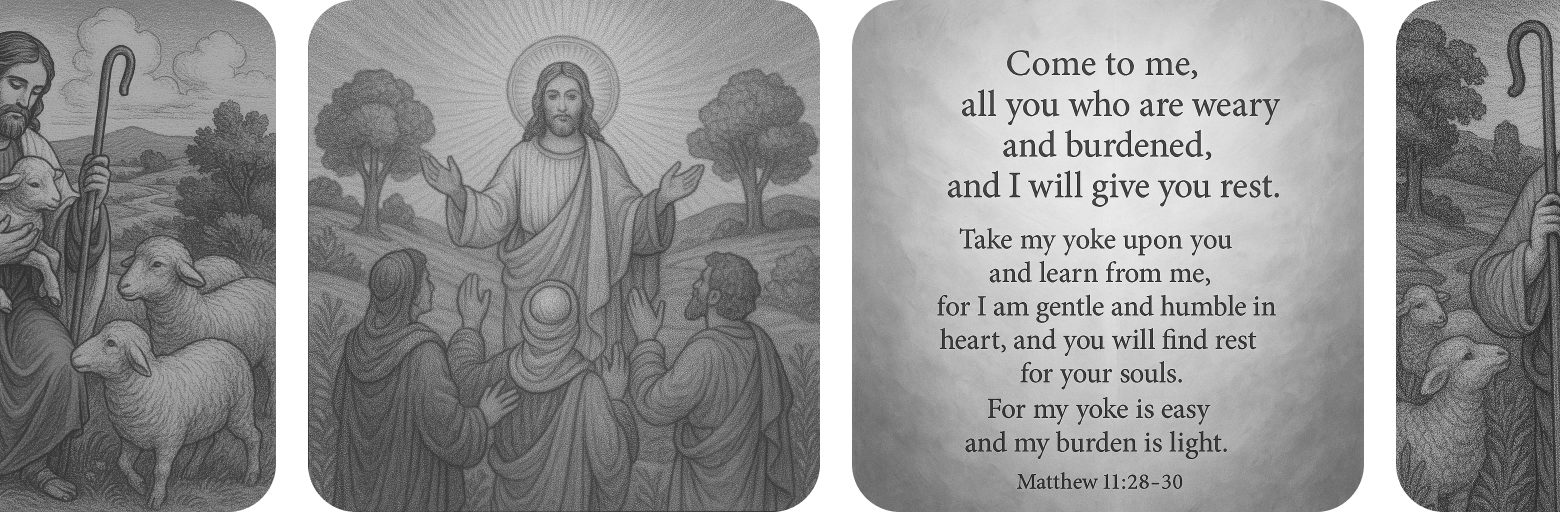 Come to me,
all you who are weary
and burdened,
and I will give you rest.
Take my yoke upon you
and learn from me,
for I am gentle and humble in
heart, and you will find rest
for your souls.
For my yoke is easy
and my burden is light.
Matthew 11:28–30